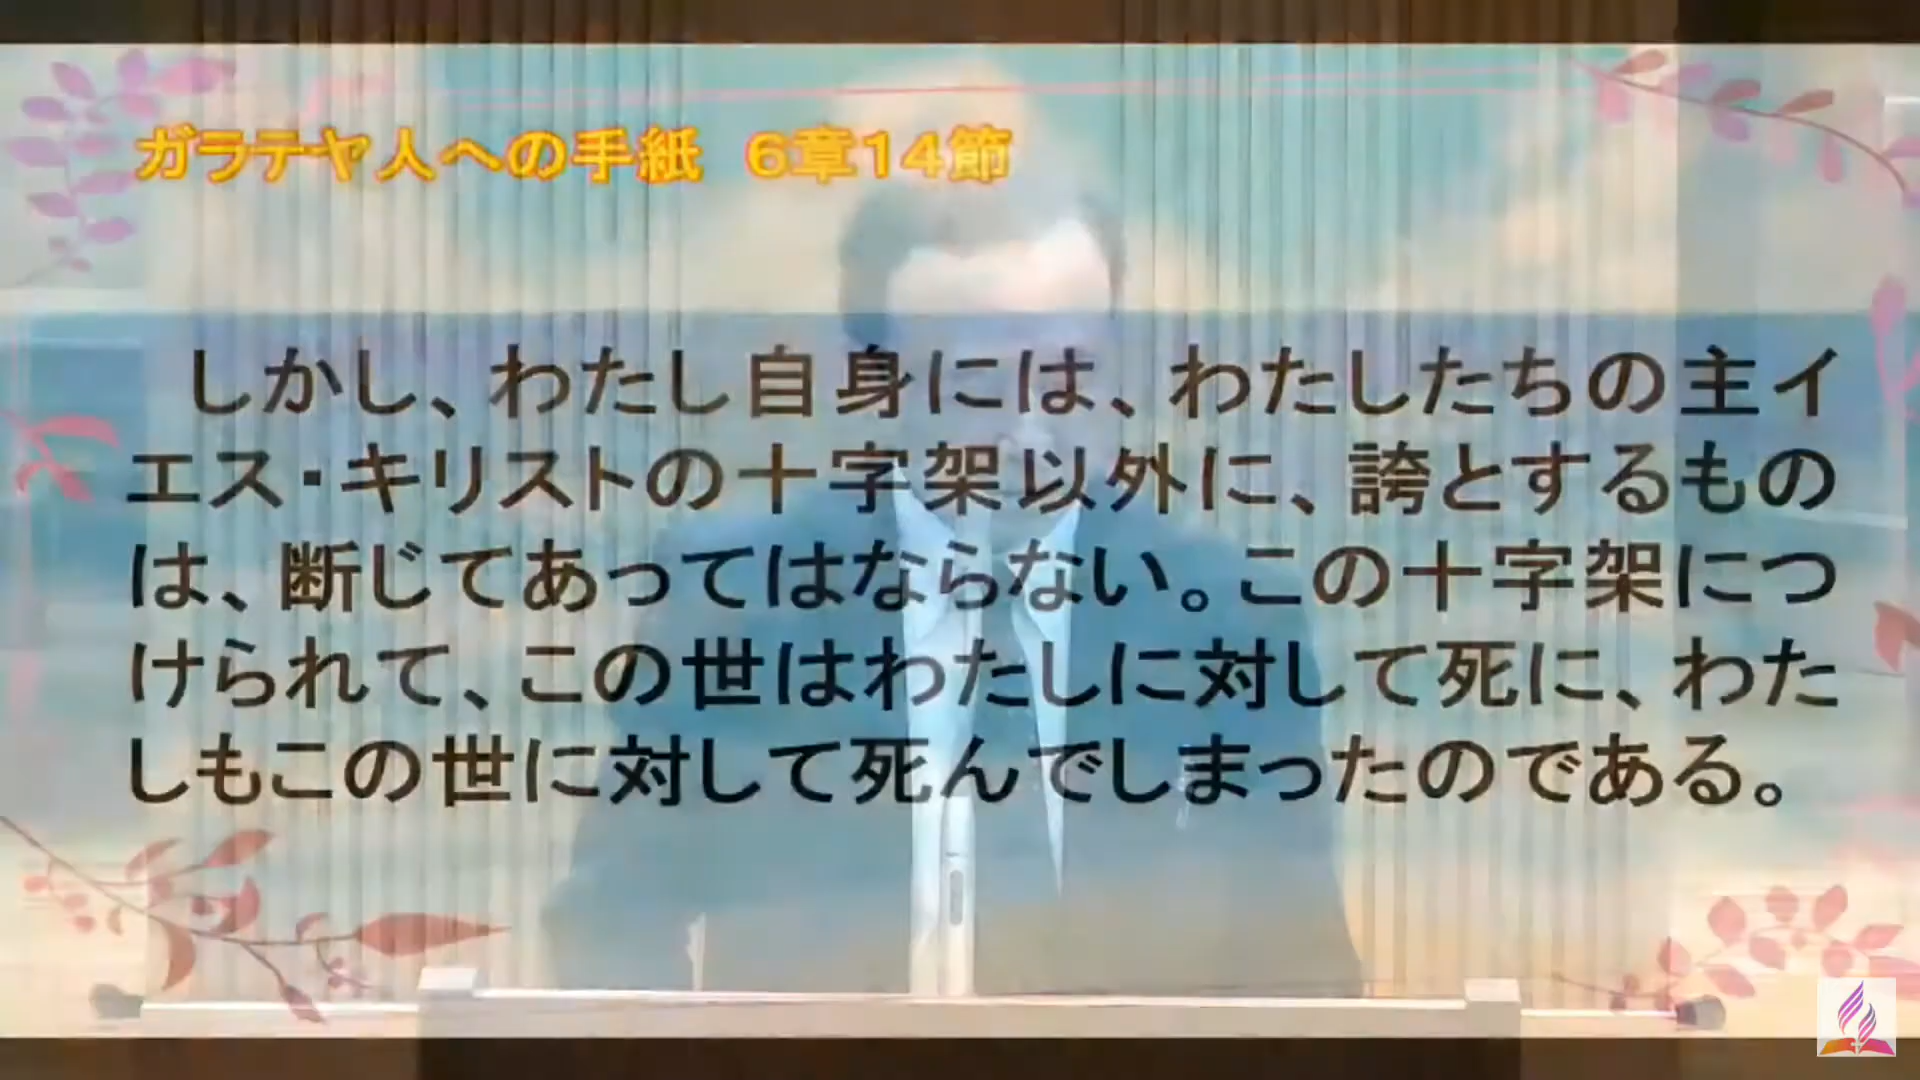 ガラテヤ人への手紙 6章14節
しかし、わたし自身には、わたしたちの主イ
エス・キリストの十字架以外に、誇とするもの
は、断じてあってはならない。この十字架につ
けられて、この世はわたしに対して死に、わた
しもこの世に対して死んでしまったのである。